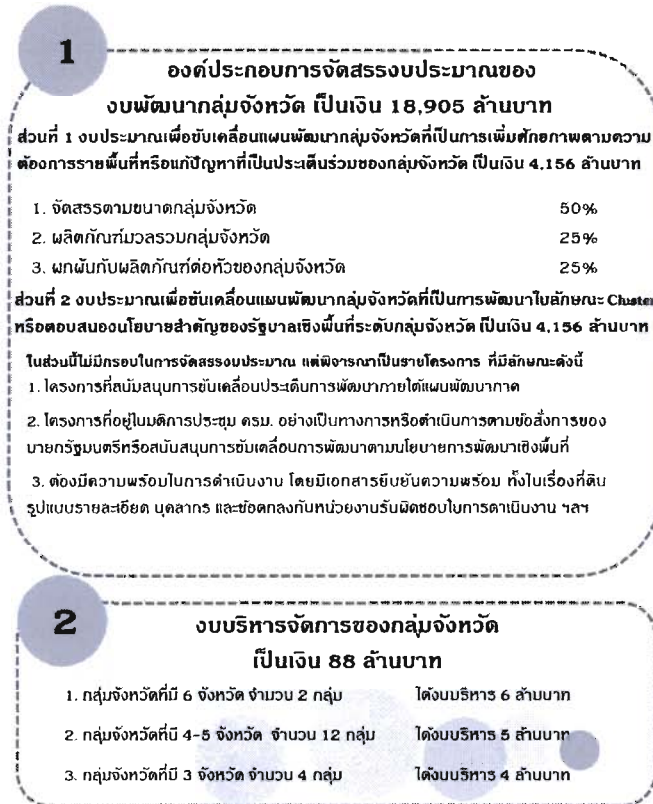 1
องค์ประกอบการจัดสรรงบประมาณของ
งบพัฒนากลุ่มจังหวัด เป็นเงิน 18,905 ล้านบาท
ส่วนที่ 1 งบประมาณเพื่อขับเคลื่อนแผนพัฒนากลุ่มจังหวัดที่เป็นการเพิ่มศักยภาพตามความ
ต้องการรายพื้นที่หรือแก้ปัญหาที่เป็นประเด็นร่วมของกลุ่มจังหวัด เป็นเงิน 4,156 ล้านบาท
1. จัดสรรตามขนาดกลุ่มจังหวัด 50%
2. ผลิตภัณฑ์มวลรวมกลุ่มจังหวัด 25%
3. ผกผันกับผลิตภัณฑ์ต่อหัวของกลุ่มจังหวัด 25%
ส่วนที่ 2 งบประมาณเพื่อขับเคลื่อนแผนพัฒนากลุ่มจังหวัดที่เป็นการพัฒนาในลักษณะ Cluster
หรือตอบสนองนโยบายสำคัญของรัฐบาลเชิงพื้นที่ระดับกลุ่มจังหวัด เป็นเงิน 4,156 ล้านบาท
ในส่วนนี้ไม่มีกรอบในการจัดสรรงบประมาณ แต่พิจารณาเป็นรายโครงการ ที่มีลักษณะดังนี้
1. โครงการที่สนับสนุนการขับเคลื่อนประเด็นการพัฒนาภายใต้แผนพัฒนาภาค
2. โครงการที่อยู่ในมติการประชุม ครม. อย่างเป็นทางการหรือดำเนินการตามข้อสั่งการของ
นายกรัฐมนตรีหรือสนับสนุนการขับเคลื่อนการพัฒนาตามนโยบายการพัฒนาเชิงพื้นที่
3. ต้องมีความพร้อมในการดำเนินงาน โดยมีเอกสารยืนยันความพร้อม ทั้งในเรื่องที่ดิน
รูปแบบรายละเอียด บุคลากร และข้อตกลงกับหน่วยงานรับผิดชอบในการดาเนินงาน ฯลฯ
2
งบบริหารจัดการของกลุ่มจังหวัด
เป็นเงิน 88 ล้านบาท
1. กลุ่มจังหวัดที่มี 6 จังหวัด จำนวน 2 กลุ่ม ได้งบบริหาร 6 ล้านบาท
2. กลุ่มจังหวัดที่มี 4-5 จังหวัด จำนวน 12 กลุ่ม ได้งบบริหาร 5 ล้านบาท
3. กลุ่มจังหวัดที่มี 3 จังหวัด จำนวน 4 กลุ่ม ได้งบบริหาร 4 ล้านบาท